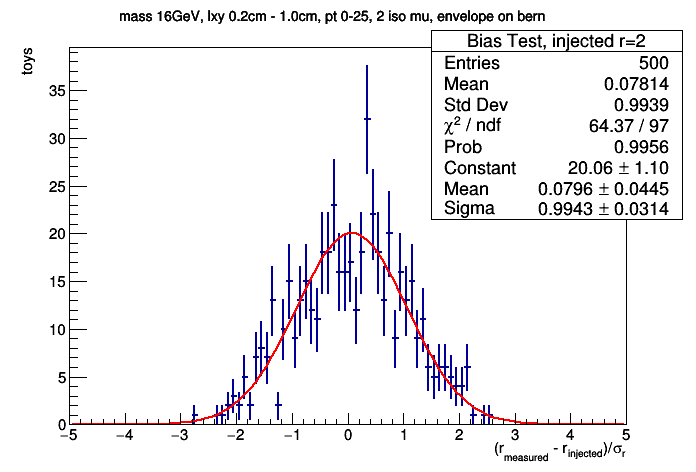 mass 16GeV, lxy 0.2cm - 1.0cm, pt 0-25, 2 iso mu, envelope on bern
Bias Test, injected r=2
Entries 500
Mean 0.07814
Std Dev 0.9939
χ² / ndf 64.37 / 97
Prob 0.9956
Constant 20.06 ± 1.10
Mean 0.0796 ± 0.0445
Sigma 0.9943 ± 0.0314
toys
35
30
25
20
15
10
5
0
−5 −4 −3 −2 −1 0 1 2 3 4 5
(r_measured - r_injected)/σ_r